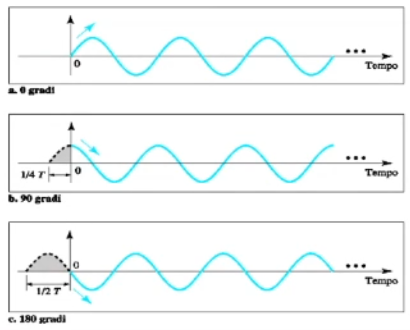 0
•••
Tempo
a. 0 gradi
1/4 T
0
•••
Tempo
b. 90 gradi
0
•••
1/2 T
Tempo
c. 180 gradi